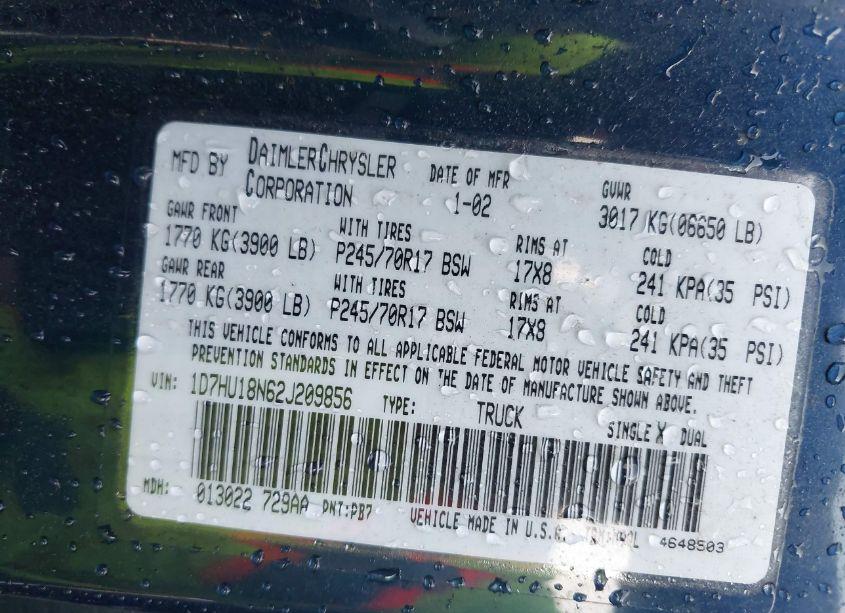 MFD BY DAIMLERCHRYSLER CORPORATION DATE OF MFR 1-02 GVWR 3017 KG(06650 LB)
GAWR FRONT WITH TIRES RIMS AT COLD
1770 KG(3900 LB) P245/70R17 BSW 17X8 241 KPA(35 PSI)
GAWR REAR WITH TIRES RIMS AT COLD
1770 KG(3900 LB) P245/70R17 BSW 17X8 241 KPA(35 PSI)
THIS VEHICLE CONFORMS TO ALL APPLICABLE FEDERAL MOTOR VEHICLE SAFETY AND THEFT
PREVENTION STANDARDS IN EFFECT ON THE DATE OF MANUFACTURE SHOWN ABOVE.
VIN: 1D7HU18N62J209856 TYPE: TRUCK SINGLE X DUAL
MDH: 013022 729AA PNT:PB7 VEHICLE MADE IN U.S.A. 4648503